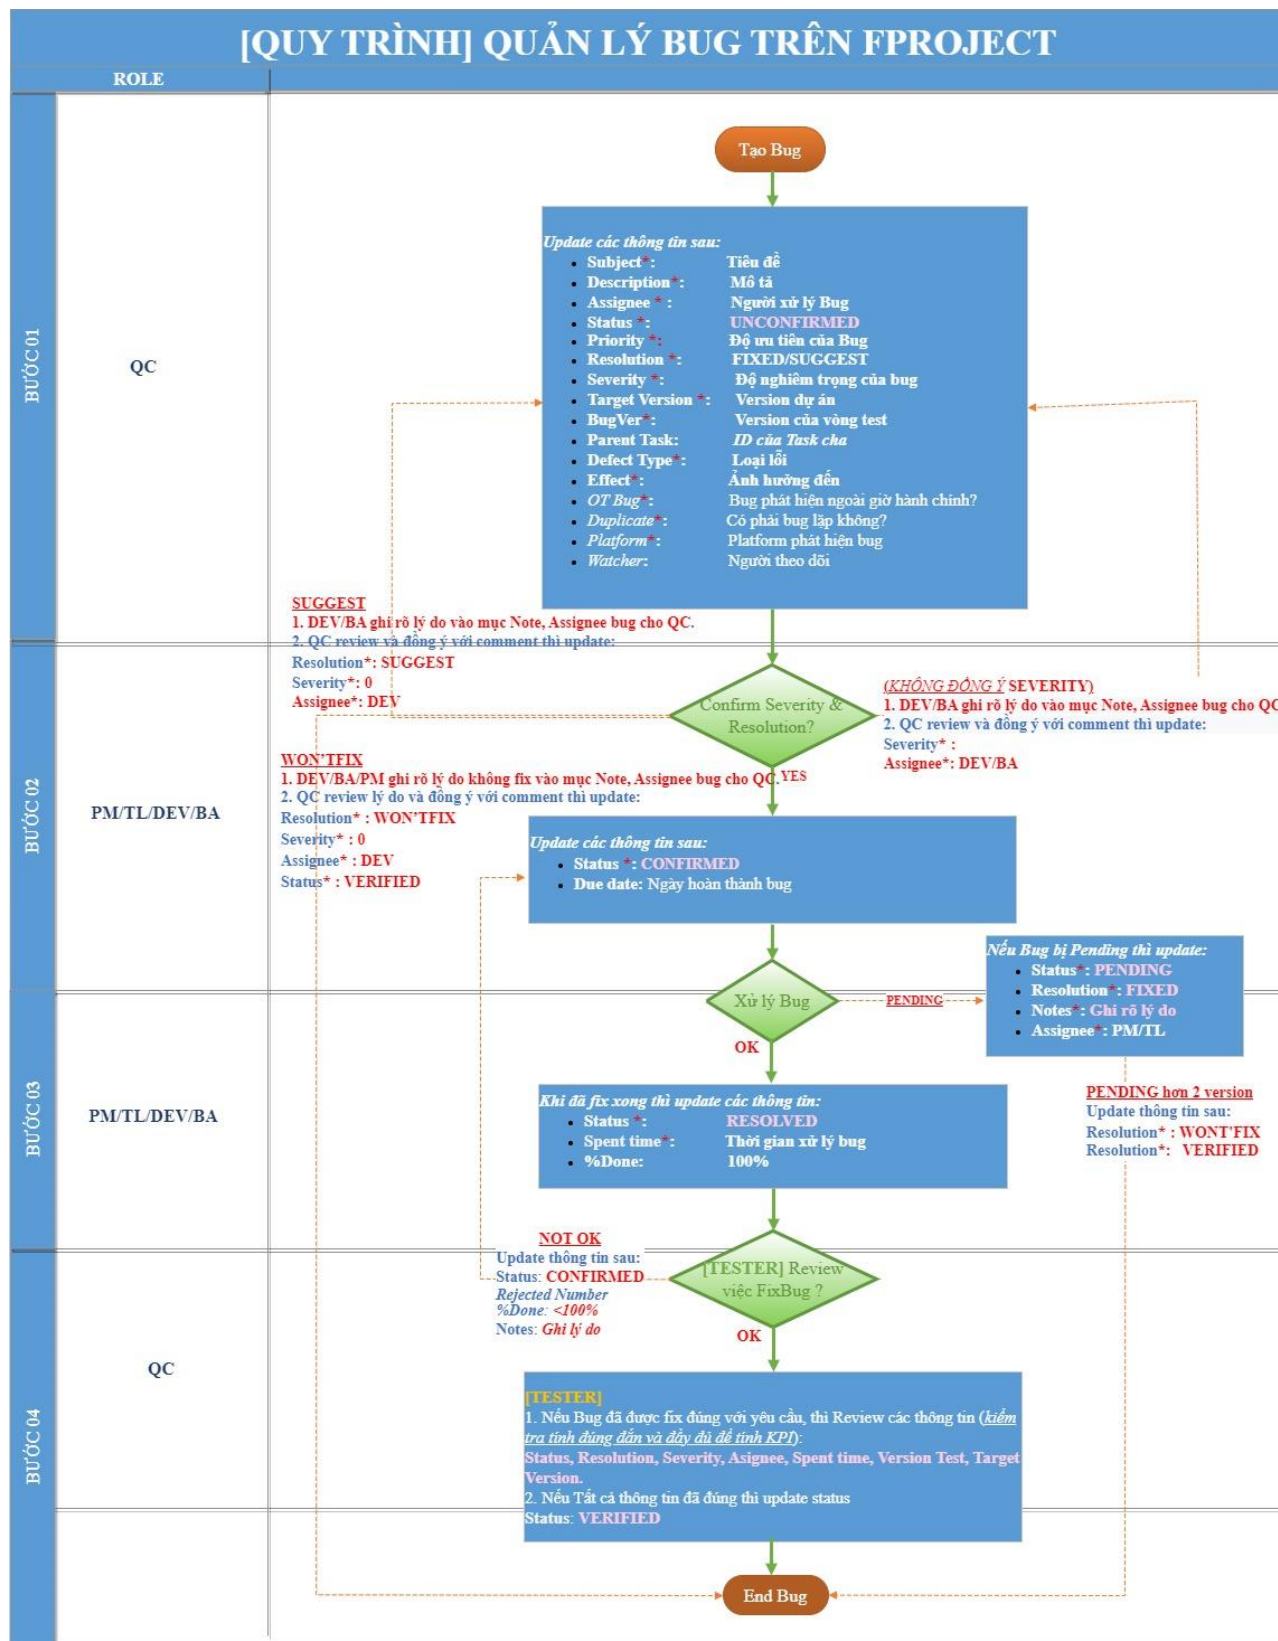 [QUY TRÌNH] QUẢN LÝ BUG TRÊN FPROJECT
ROLE
BƯỚC 01
QC
Tạo Bug
Update các thông tin sau:
• Subject*: Tiêu đề
• Description*: Mô tả
• Assignee * : Người xử lý Bug
• Status *: UNCONFIRMED
• Priority *: Độ ưu tiên của Bug
• Resolution *: FIXED/SUGGEST
• Severity *: Độ nghiêm trọng của bug
• Target Version *: Version dự án
• BugVer*: Version của vòng test
• Parent Task: ID của Task cha
• Defect Type*: Loại lỗi
• Effect*: Ảnh hưởng đến
• OT Bug*: Bug phát hiện ngoài giờ hành chính?
• Duplicate*: Có phải bug lặp không?
• Platform*: Platform phát hiện bug
• Watcher: Người theo dõi
SUGGEST
1. DEV/BA ghi rõ lý do vào mục Note, Assignee bug cho QC.
2. QC review và đồng ý với comment thì update:
Resolution*: SUGGEST
Severity*: 0
Assignee*: DEV
BƯỚC 02
PM/TL/DEV/BA
Confirm Severity &
Resolution?
(KHÔNG ĐỒNG Ý SEVERITY)
1. DEV/BA ghi rõ lý do vào mục Note, Assignee bug cho QC
2. QC review và đồng ý với comment thì update:
Severity* :
Assignee*: DEV/BA
WON'TFIX
1. DEV/BA/PM ghi rõ lý do không fix vào mục Note, Assignee bug cho QC.
2. QC review lý do và đồng ý với comment thì update:
Resolution* : WON'TFIX
Severity* : 0
Assignee* : DEV
Status* : VERIFIED
YES
Update các thông tin sau:
• Status *: CONFIRMED
• Due date: Ngày hoàn thành bug
BƯỚC 03
PM/TL/DEV/BA
Xử lý Bug
PENDING
Nếu Bug bị Pending thì update:
• Status*: PENDING
• Resolution*: FIXED
• Notes*: Ghi rõ lý do
• Assignee*: PM/TL
OK
PENDING hơn 2 version
Update thông tin sau:
Resolution* : WONT'FIX
Resolution*: VERIFIED
Khi đã fix xong thì update các thông tin:
• Status *: RESOLVED
• Spent time*: Thời gian xử lý bug
• %Done: 100%
BƯỚC 04
QC
NOT OK
Update thông tin sau:
Status: CONFIRMED
Rejected Number
%Done: <100%
Notes: Ghi lý do
[TESTER] Review
việc FixBug ?
OK
[TESTER]
1. Nếu Bug đã được fix đúng với yêu cầu, thì Review các thông tin (kiểm
tra tính đúng đắn và đầy đủ để tính KPI):
Status, Resolution, Severity, Asignee, Spent time, Version Test, Target
Version.
2. Nếu Tất cả thông tin đã đúng thì update status
Status: VERIFIED
End Bug